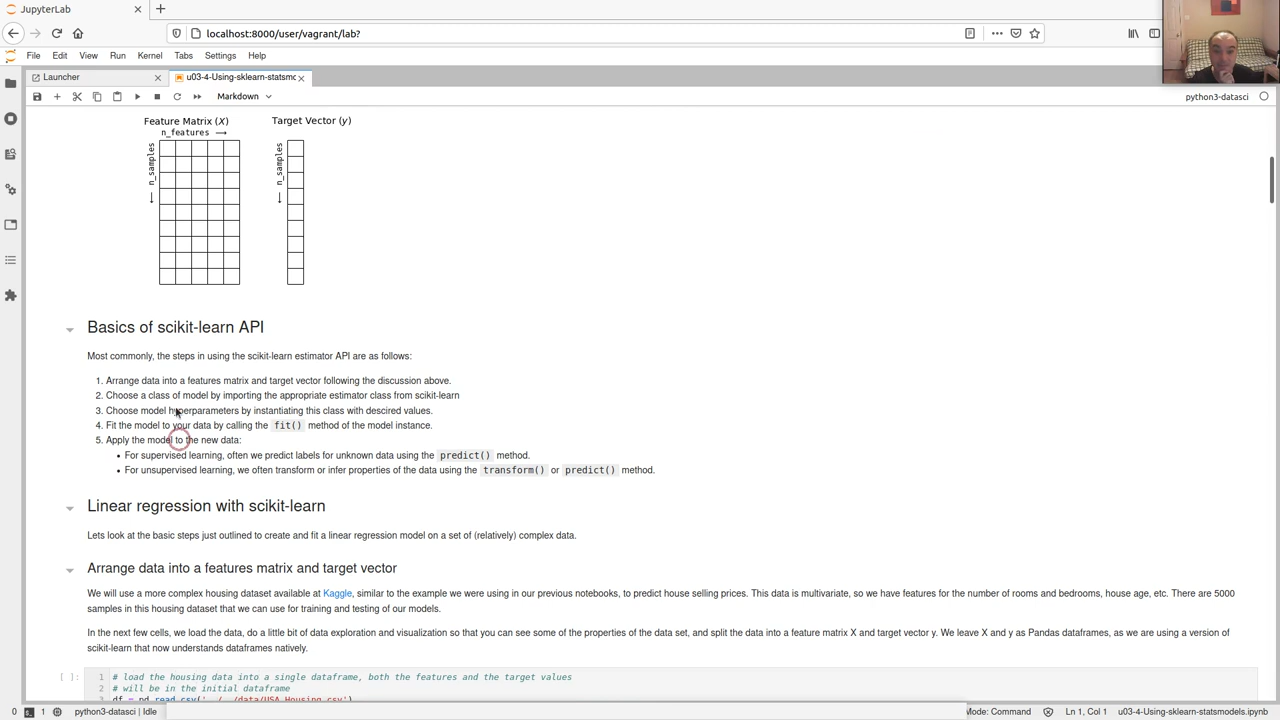 JupyterLab
localhost:8000/user/vagrant/lab?
File Edit View Run Kernel Tabs Settings Help
Launcher
u03-4-Using-sklearn-statsmo
Markdown
python3-datasci
Feature Matrix (X)
n_features
n_samples
Target Vector (y)
n_samples
Basics of scikit-learn API
Most commonly, the steps in using the scikit-learn estimator API are as follows:
1. Arrange data into a features matrix and target vector following the discussion above.
2. Choose a class of model by importing the appropriate estimator class from scikit-learn
3. Choose model hyperparameters by instantiating this class with descired values.
4. Fit the model to your data by calling the fit() method of the model instance.
5. Apply the model to the new data:
• For supervised learning, often we predict labels for unknown data using the predict() method.
• For unsupervised learning, we often transform or infer properties of the data using the transform() or predict() method.
Linear regression with scikit-learn
Lets look at the basic steps just outlined to create and fit a linear regression model on a set of (relatively) complex data.
Arrange data into a features matrix and target vector
We will use a more complex housing dataset available at Kaggle, similar to the example we were using in our previous notebooks, to predict house selling prices. This data is multivariate, so we have features for the number of rooms and bedrooms, house age, etc. There are 5000
samples in this housing dataset that we can use for training and testing of our models.
In the next few cells, we load the data, do a little bit of data exploration and visualization so that you can see some of the properties of the data set, and split the data into a feature matrix X and target vector y. We leave X and y as Pandas dataframes, as we are using a version of
scikit-learn that now understands dataframes natively.
[ ]: 1 # load the housing data into a single dataframe, both the features and the target values
2 # will be in the initial dataframe
3 df = pd.read_csv('../../data/USA_Housing.csv')
0 1 python3-datasci | Idle
Mode: Command Ln 1, Col 1 u03-4-Using-sklearn-statsmodels.ipynb